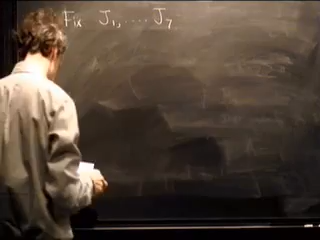 Fix J₁, .... J₇